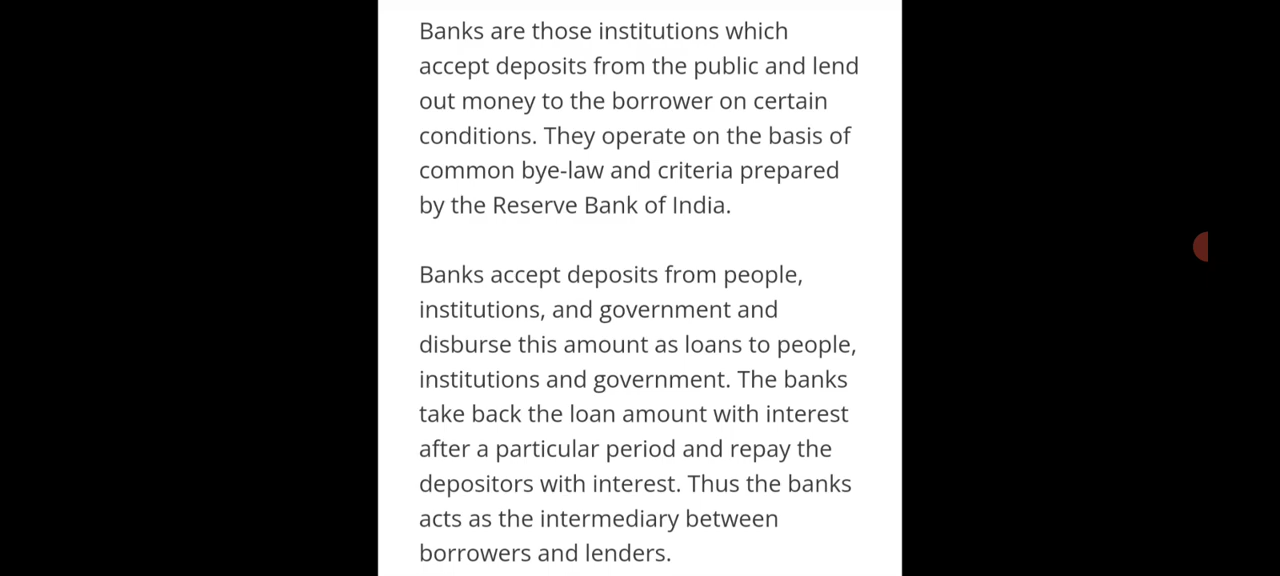 Banks are those institutions which
accept deposits from the public and lend
out money to the borrower on certain
conditions. They operate on the basis of
common bye-law and criteria prepared
by the Reserve Bank of India.
Banks accept deposits from people,
institutions, and government and
disburse this amount as loans to people,
institutions and government. The banks
take back the loan amount with interest
after a particular period and repay the
depositors with interest. Thus the banks
acts as the intermediary between
borrowers and lenders.